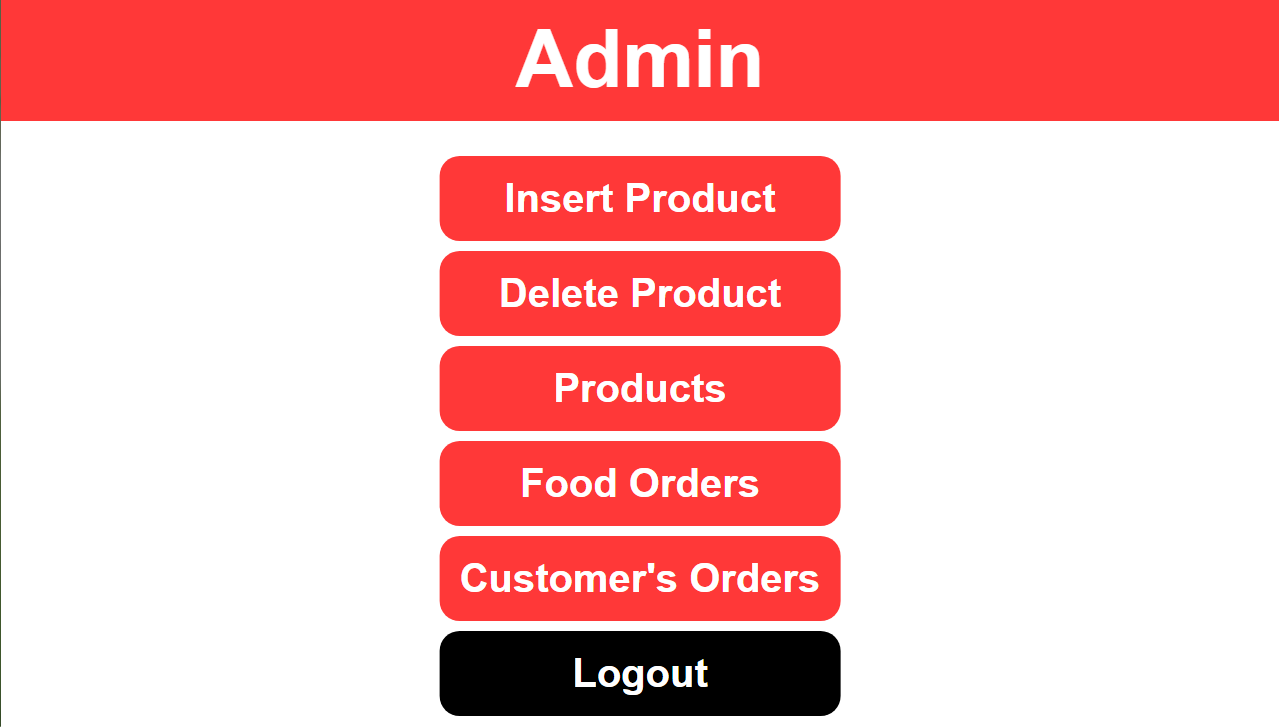 Admin
Insert Product
Delete Product
Products
Food Orders
Customer's Orders
Logout